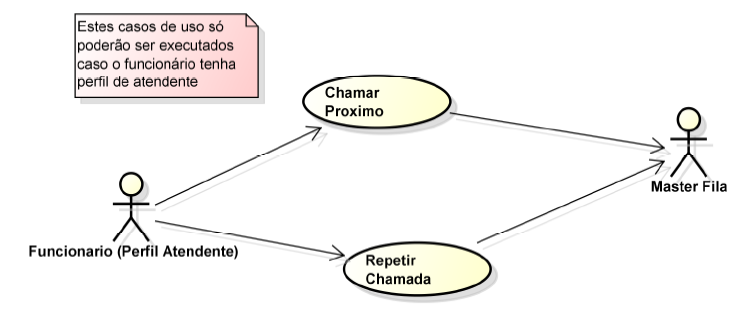 Estes casos de uso só
poderão ser executados
caso o funcionário tenha
perfil de atendente
Chamar
Proximo
Master Fila
Funcionario (Perfil Atendente)
Repetir
Chamada